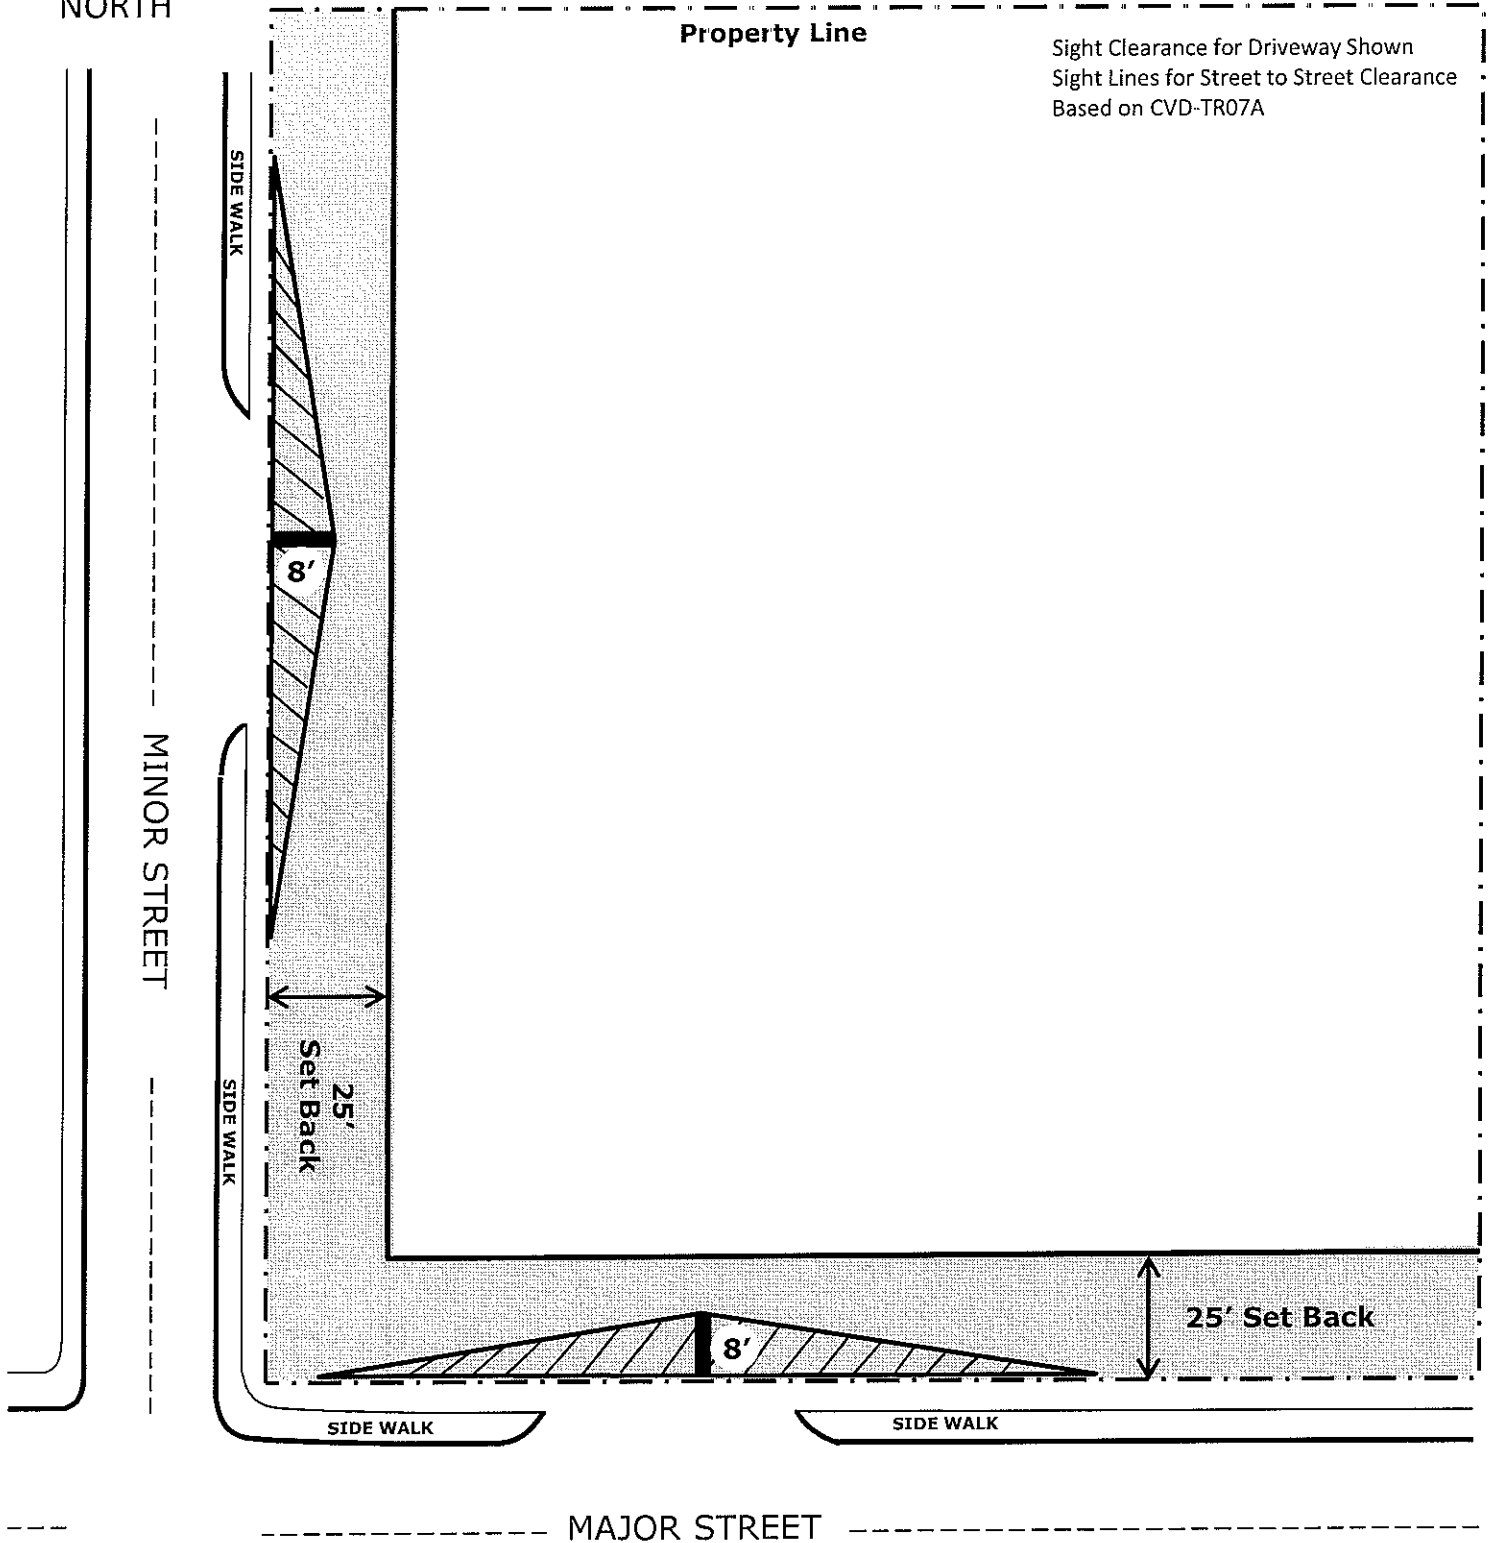 NORTH
Property Line
Sight Clearance for Driveway Shown
Sight Lines for Street to Street Clearance
Based on CVD-TR07A
SIDE WALK
8'
MINOR STREET
25'
Set Back
SIDE WALK
25' Set Back
8'
SIDE WALK
SIDE WALK
MAJOR STREET